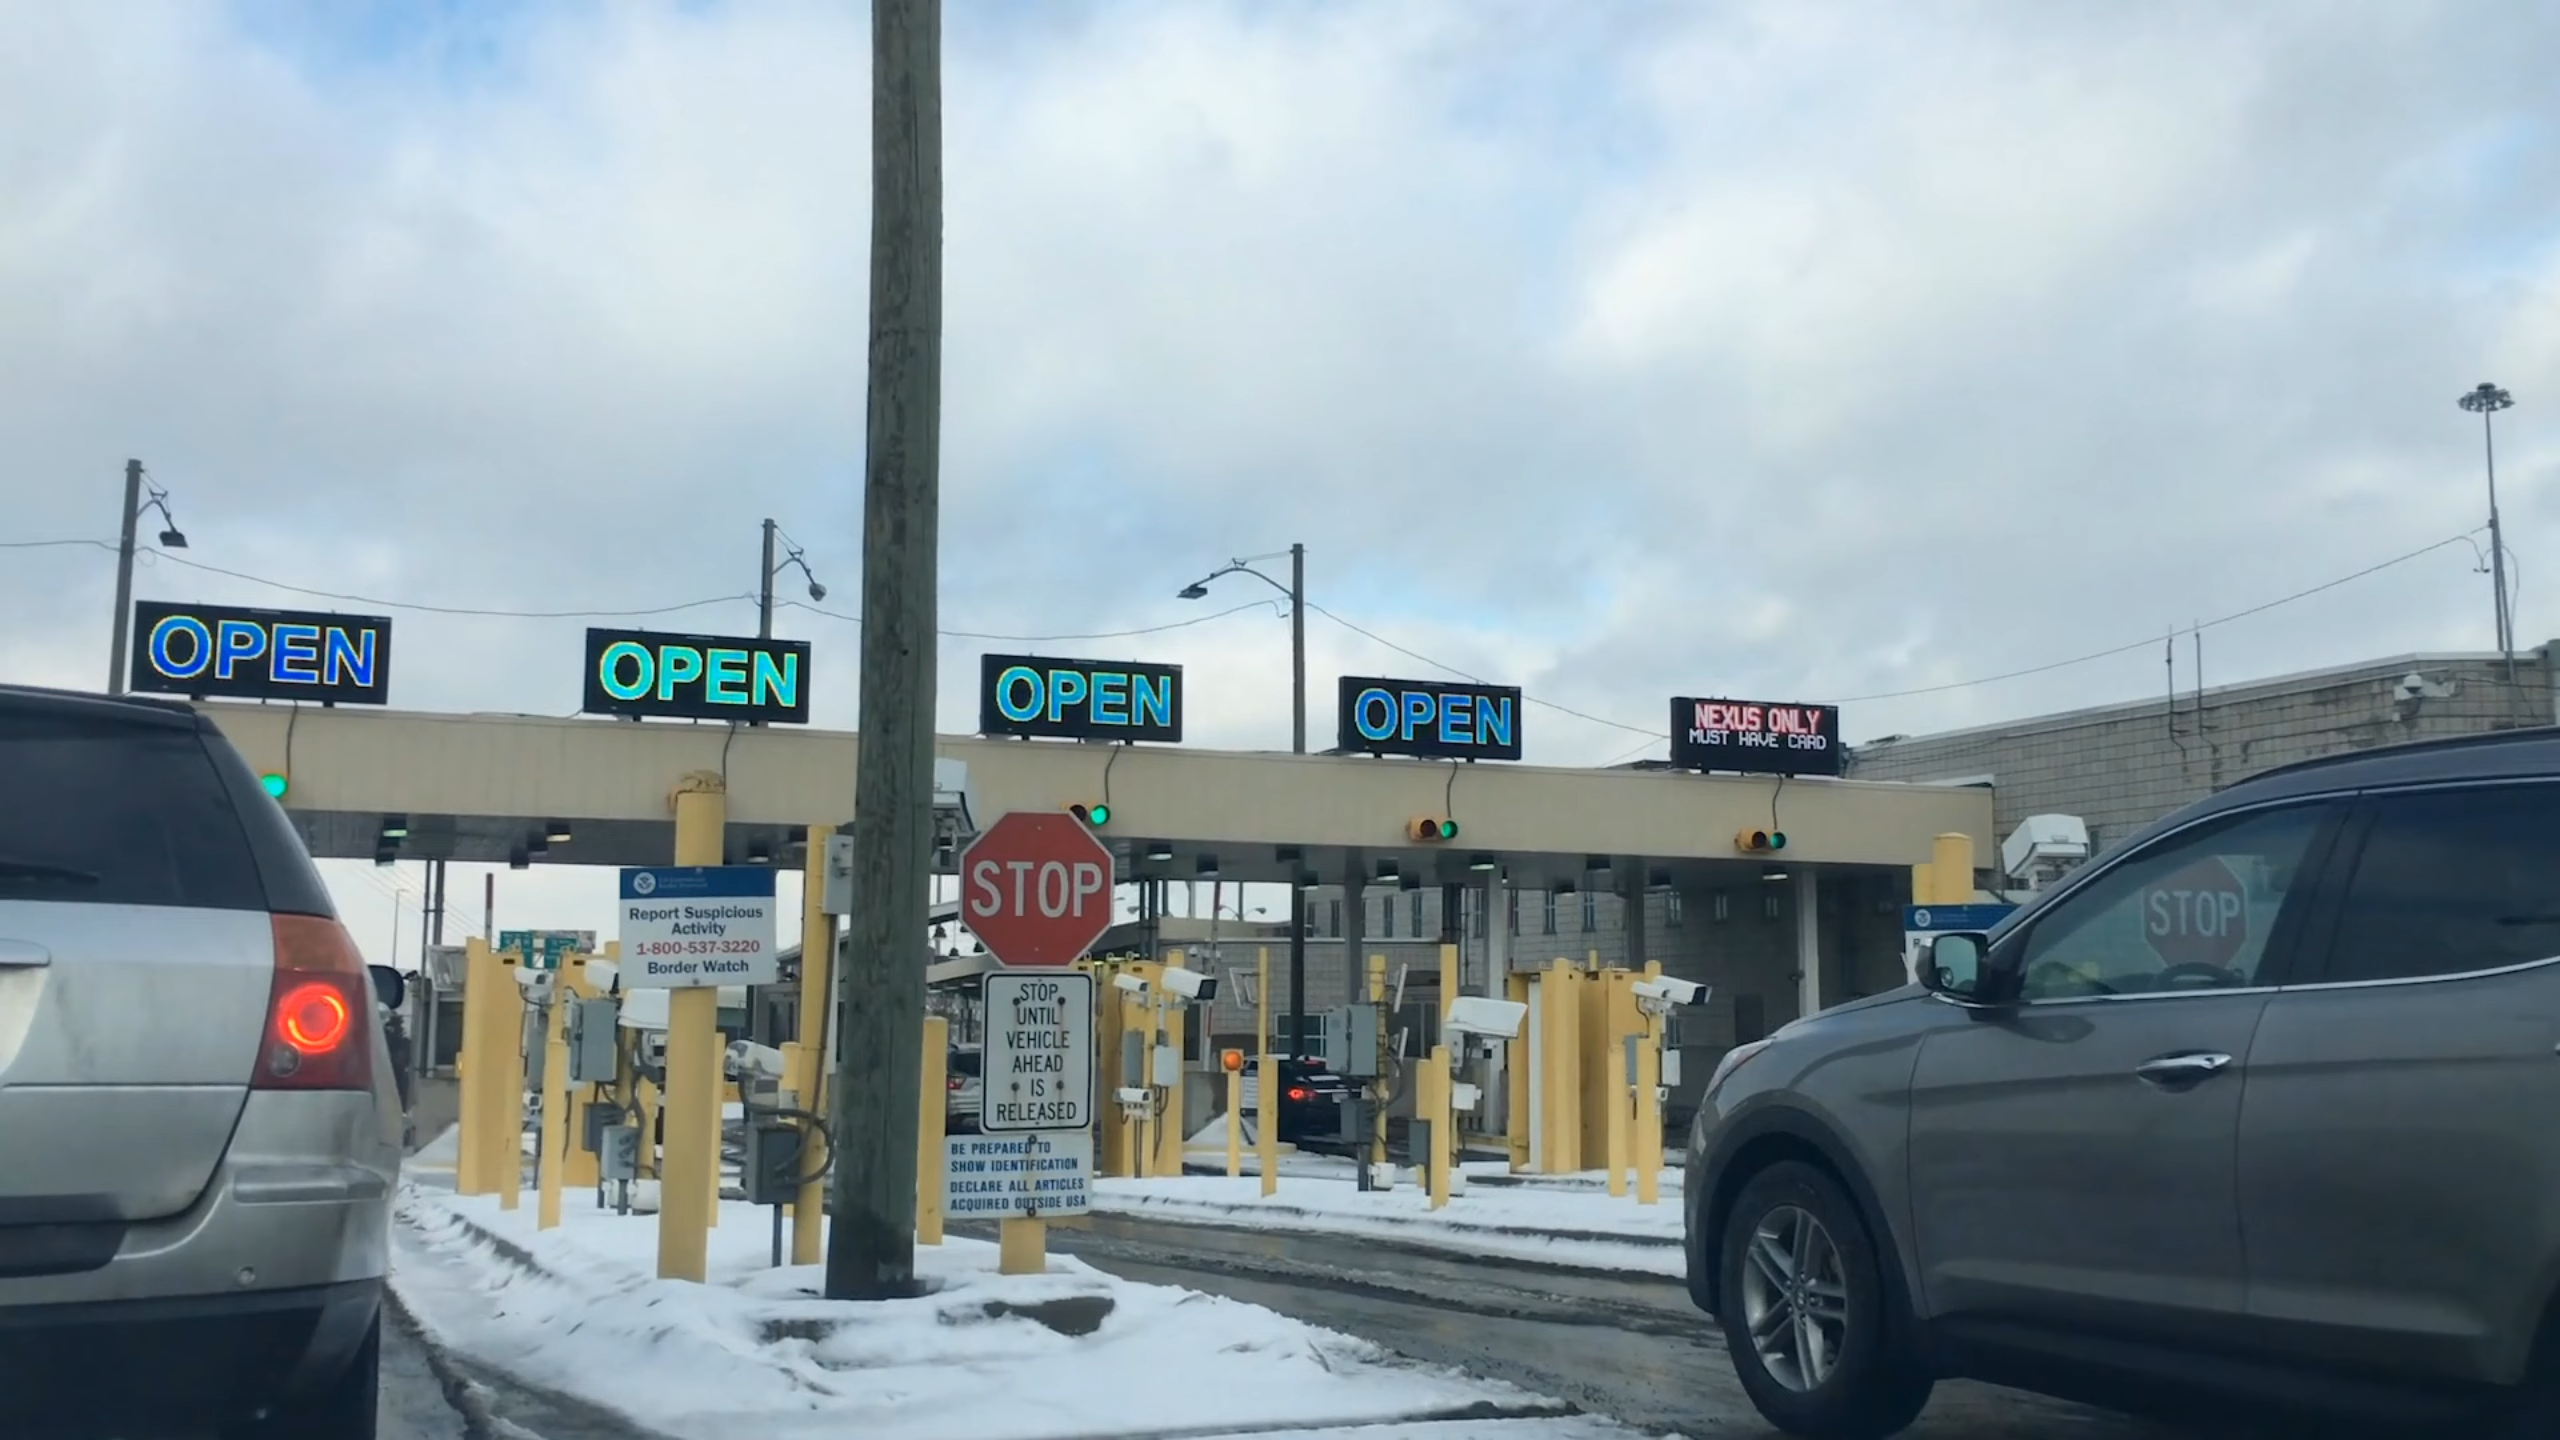 OPEN
OPEN
OPEN
OPEN
NEXUS ONLY
MUST HAVE CARD
Report Suspicious
Activity
1-800-537-3220
Border Watch
STOP
STOP
UNTIL
VEHICLE
AHEAD
IS
RELEASED
BE PREPARED TO
SHOW IDENTIFICATION
DECLARE ALL ARTICLES
ACQUIRED OUTSIDE USA
STOP